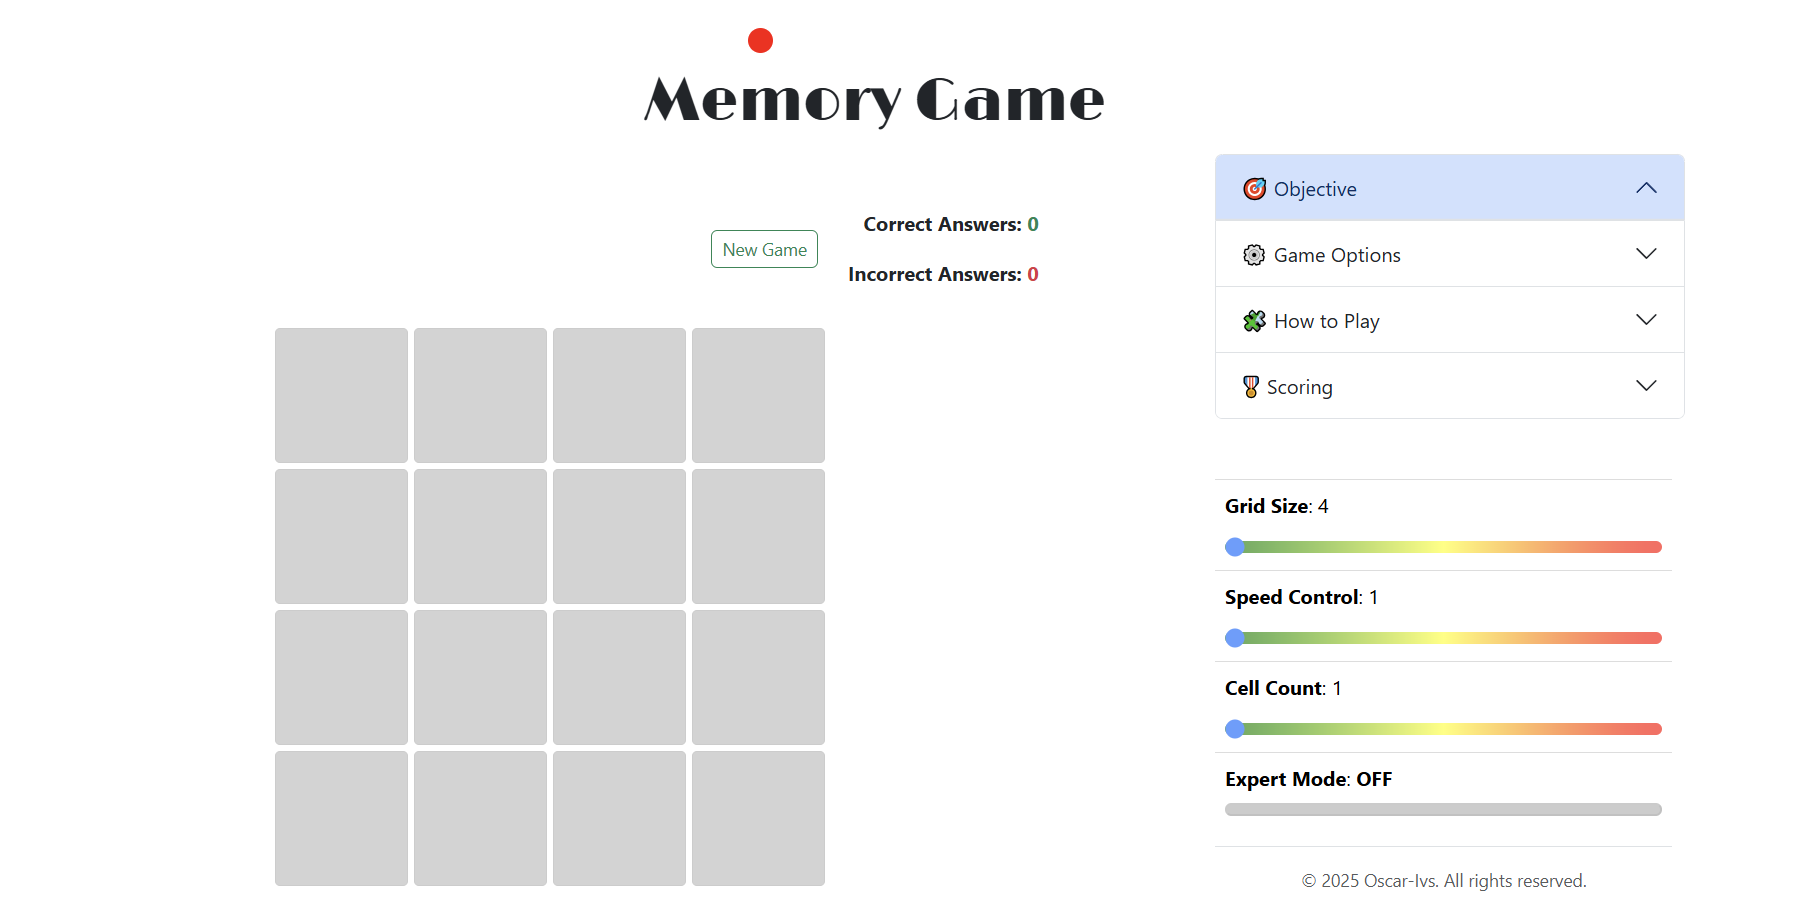 Memory Game
New Game
Correct Answers: 0
Incorrect Answers: 0
Objective
Game Options
How to Play
Scoring
Grid Size: 4
Speed Control: 1
Cell Count: 1
Expert Mode: OFF
© 2025 Oscar-Ivs. All rights reserved.